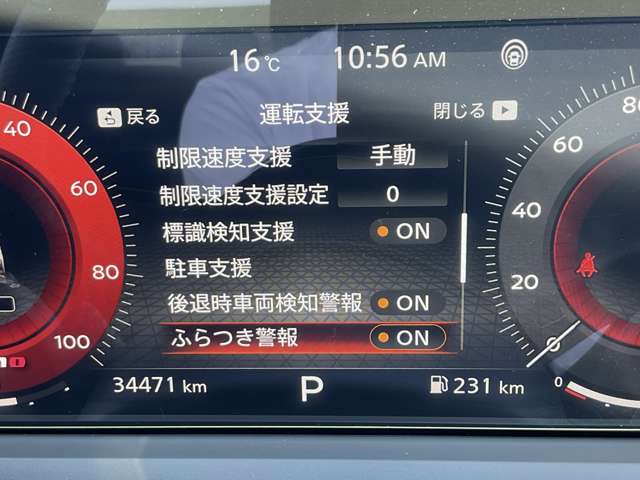 16℃ 10:56 AM
戻る 運転支援 閉じる
制限速度支援 手動
制限速度支援設定 0
標識検知支援 ON
駐車支援
後退時車両検知警報 ON
ふらつき警報 ON
40
60
80
100
80
60
40
20
0
34471 km P 231 km
0